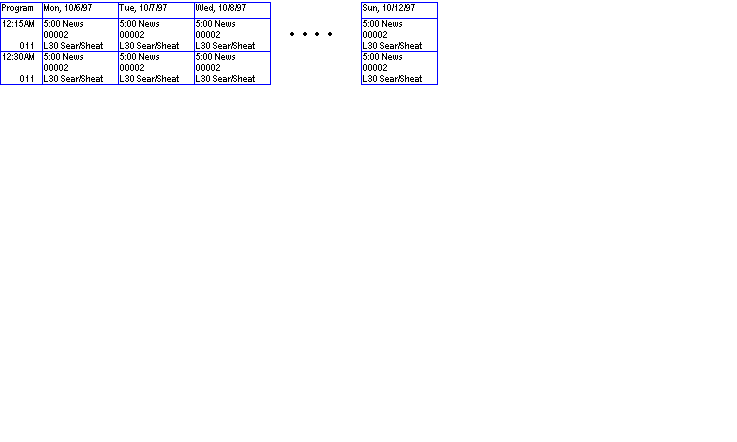 Program Mon, 10/6/97 Tue, 10/7/97 Wed, 10/8/97 Sun, 10/12/97
12:15AM 5:00 News 5:00 News 5:00 News 5:00 News
00002 00002 00002 00002
011 L30 Sear/Sheat L30 Sear/Sheat L30 Sear/Sheat L30 Sear/Sheat
12:30AM 5:00 News 5:00 News 5:00 News 5:00 News
00002 00002 00002 00002
011 L30 Sear/Sheat L30 Sear/Sheat L30 Sear/Sheat L30 Sear/Sheat